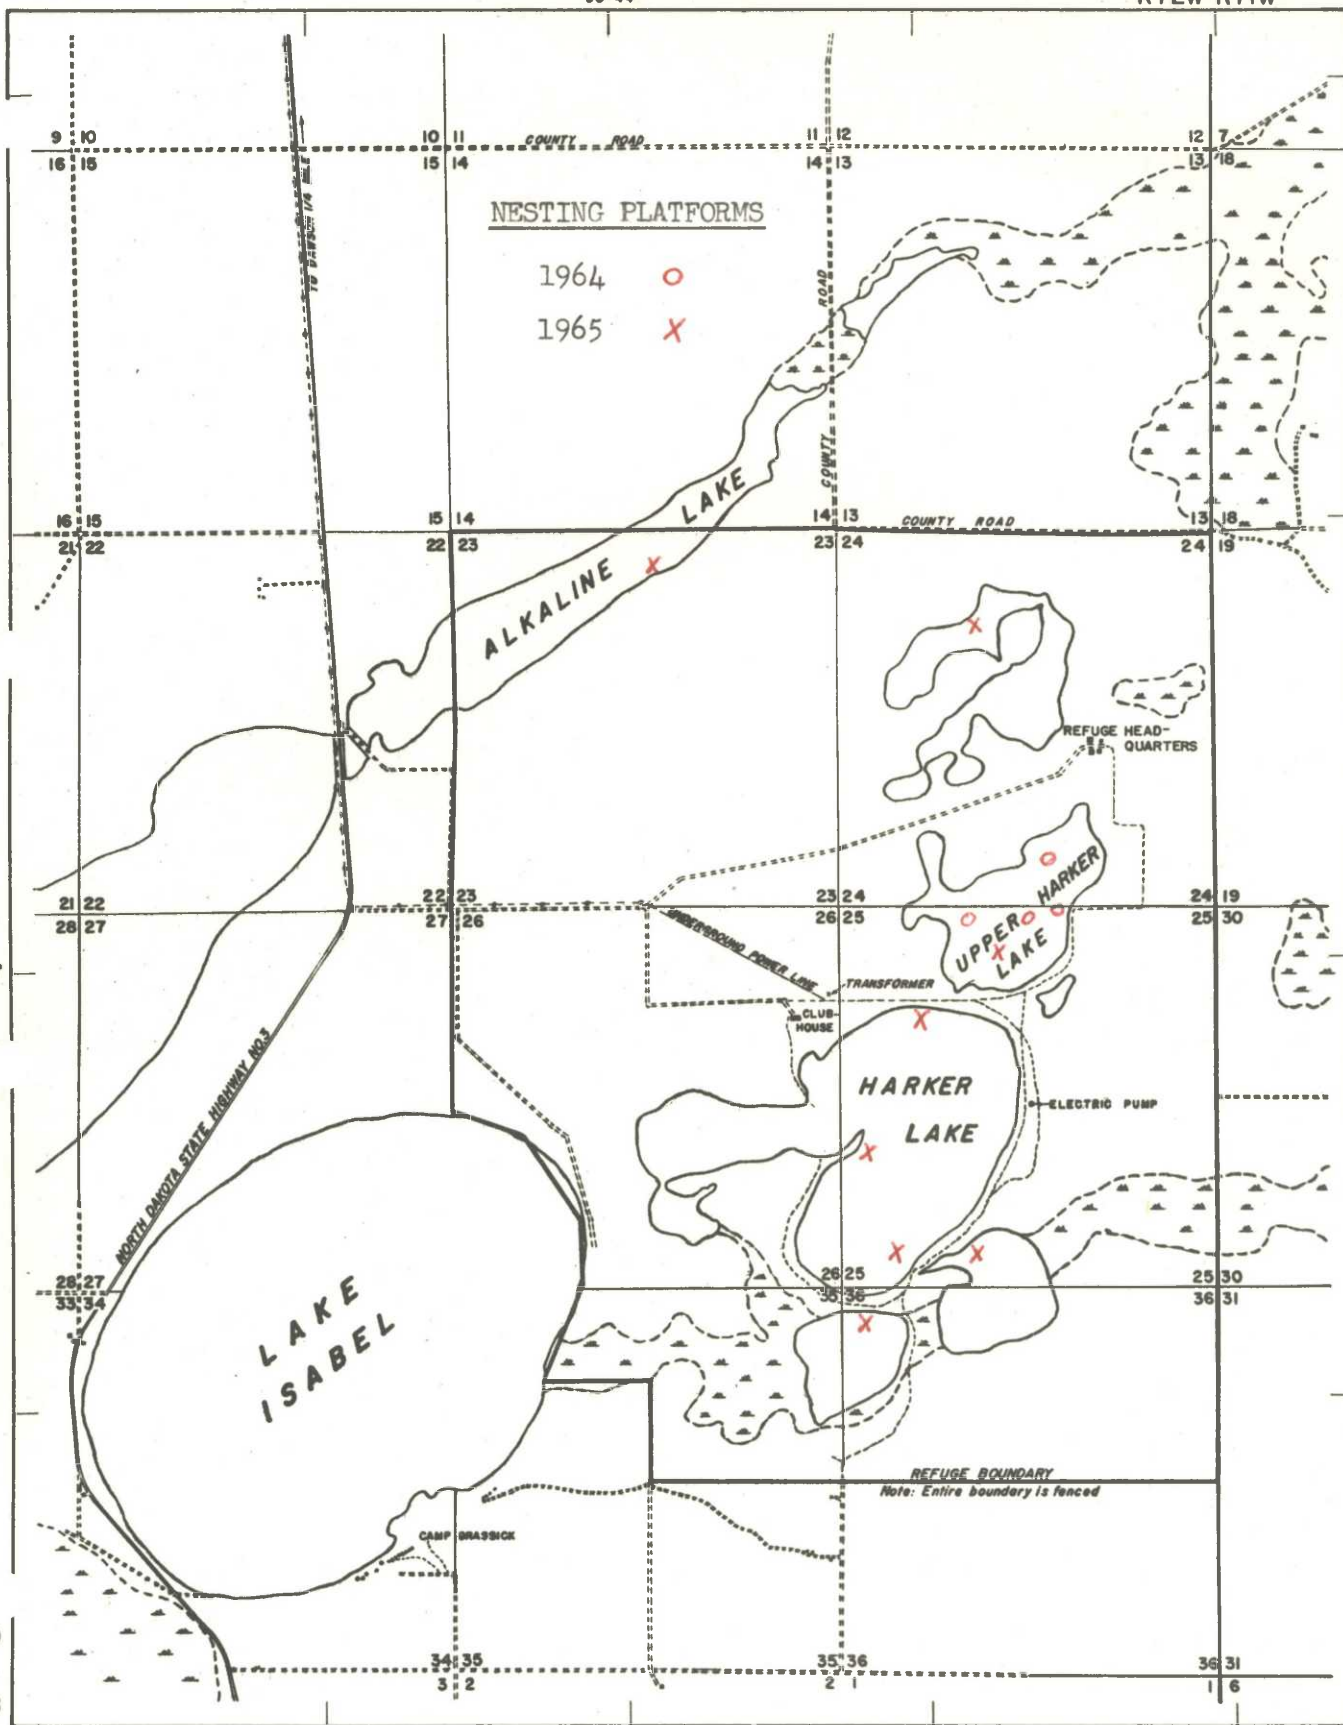 R72W R71W
9 10
16 15
10 11
15 14
COUNTY ROAD
11 12
14 13
12 7
13 18
NESTING PLATFORMS
1964 O
1965 X
COUNTY ROAD
16 15
21 22
15 14
22 23
14 13
23 24
COUNTY ROAD
13 18
24 19
ALKALINE LAKE
REFUGE HEAD-
QUARTERS
21 22
28 27
22 23
27 26
23 24
26 25
24 19
25 30
UPPER HARKER
LAKE
UNDERGROUND POWER LINE
TRANSFORMER
CLUB
HOUSE
HARKER
LAKE
ELECTRIC PUMP
NORTH DAKOTA STATE HIGHWAY NO.3
28 27
33 34
26 25
35 36
25 30
36 31
LAKE
ISABEL
REFUGE BOUNDARY
Note: Entire boundary is fenced
CAMP GRASSICK
34 35
3 2
35 36
2 1
36 31
1 6